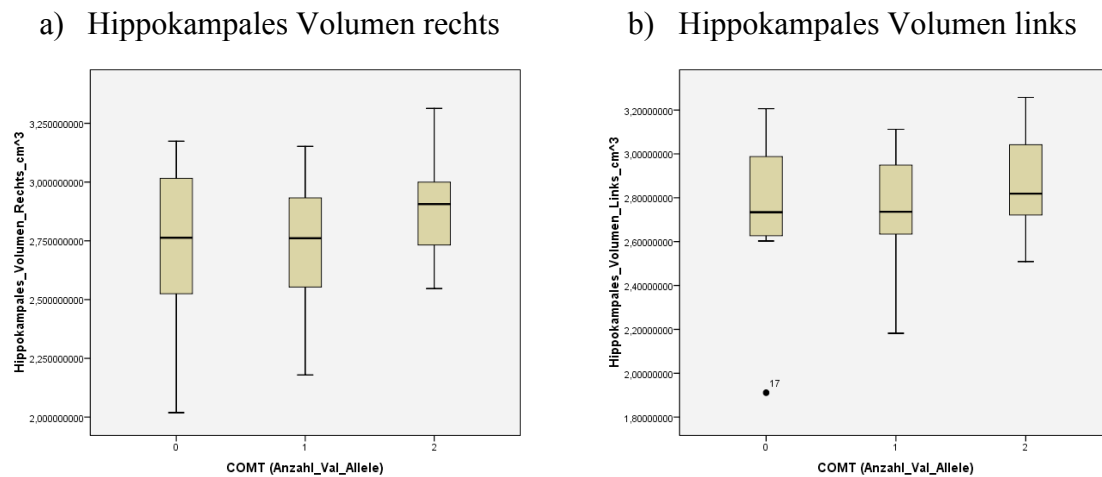 a) Hippokampales Volumen rechts
Hippokampales_Volumen_Rechts_cm^3
3,250000000
3,000000000
2,750000000
2,500000000
2,250000000
2,000000000
0 1 2
COMT (Anzahl_Val_Allele)
b) Hippokampales Volumen links
Hippokampales_Volumen_Links_cm^3
3,20000000
3,00000000
2,80000000
2,60000000
2,40000000
2,20000000
2,00000000
1,80000000
17
0 1 2
COMT (Anzahl_Val_Allele)